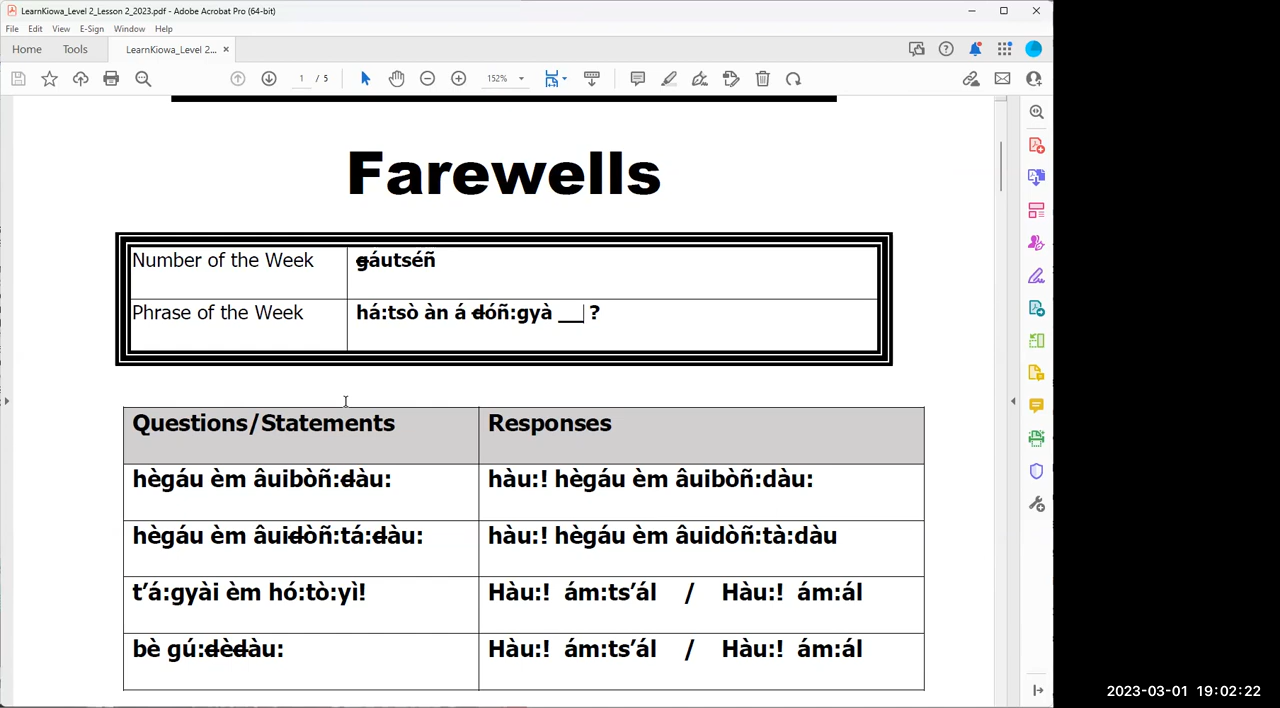 LearnKiowa_Level 2_Lesson 2_2023.pdf - Adobe Acrobat Pro (64-bit)
File Edit View E-Sign Window Help
Home Tools LearnKiowa_Level 2... ×
1 / 5 152%
Farewells
Number of the Week g̶áutséñ
Phrase of the Week há:tsò àn á d̶óñ:gyà __ ?
Questions/Statements Responses
hègáu èm âuibòñ:d̶àu: hàu:! hègáu èm âuibòñ:dàu:
hègáu èm âuid̶òñ:tá:d̶àu: hàu:! hègáu èm âuidòñ:tà:dàu
t’á:gyài èm hó:tò:yì! Hàu:! ám:ts’ál / Hàu:! ám:ál
bè gú:d̶èd̶àu: Hàu:! ám:ts’ál / Hàu:! ám:ál
2023-03-01 19:02:22